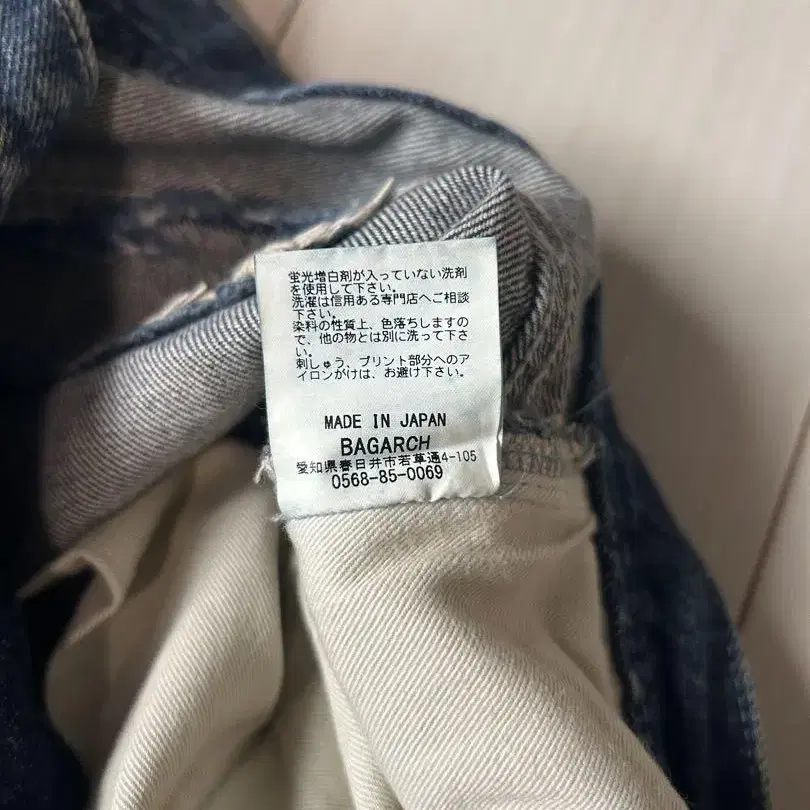 蛍光増白剤が入っていない洗剤
を使用して下さい。
洗濯は信用ある専門店へご相談
下さい。
染料の性質上、色落ちしますの
で、他の物とは別に洗って下さ
い。
刺しゅう、プリント部分へのア
イロンがけは、お避け下さい。
MADE IN JAPAN
BAGARCH
愛知県春日井市若草通4-105
0568-85-0069